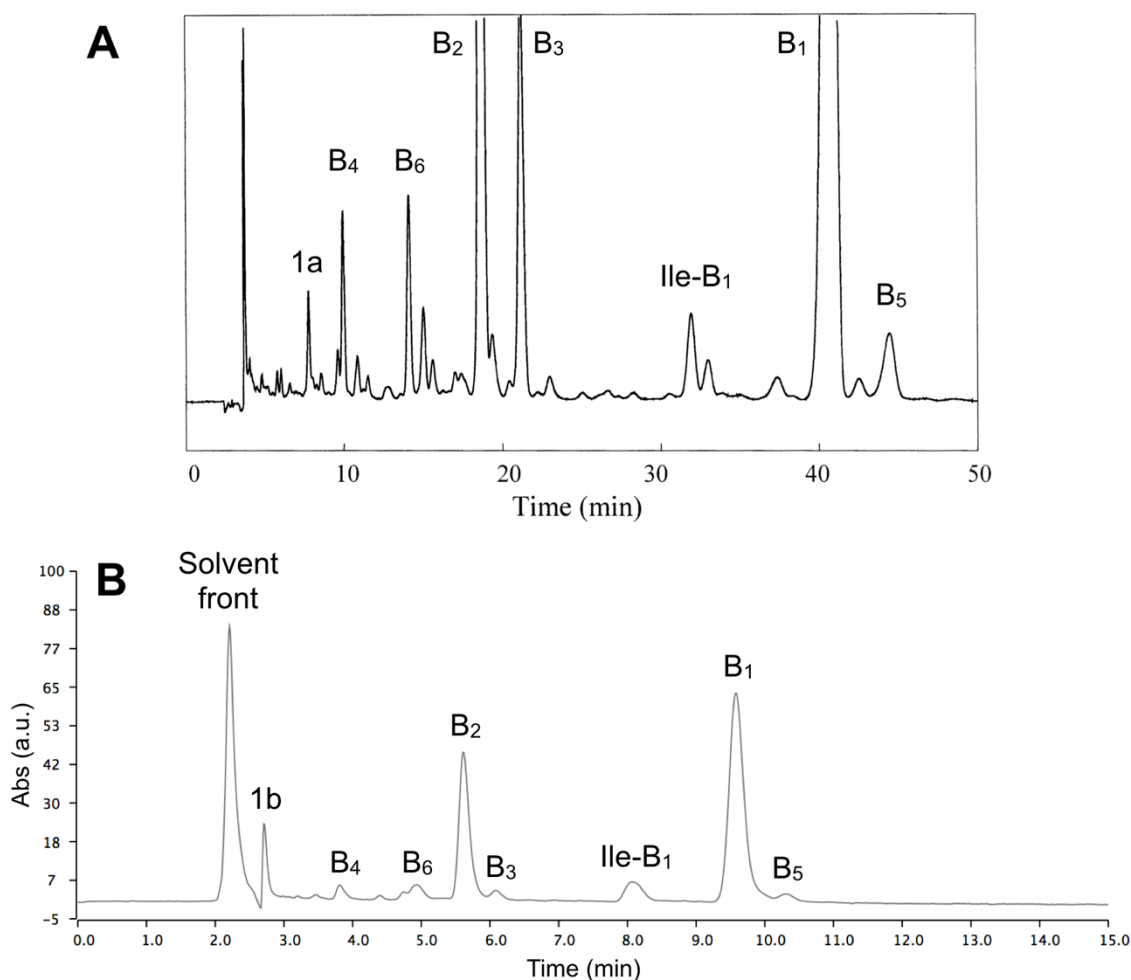 A
B₂
B₃
B₁
B₄
B₆
1a
Ile-B₁
B₅
0
10
20
30
40
50
Time (min)
B
Solvent
front
100
88
77
65
53
42
30
18
7
−5
Abs (a.u.)
1b
B₄
B₆
B₂
B₃
Ile-B₁
B₁
B₅
0.0
1.0
2.0
3.0
4.0
5.0
6.0
7.0
8.0
9.0
10.0
11.0
12.0
13.0
14.0
15.0
Time (min)